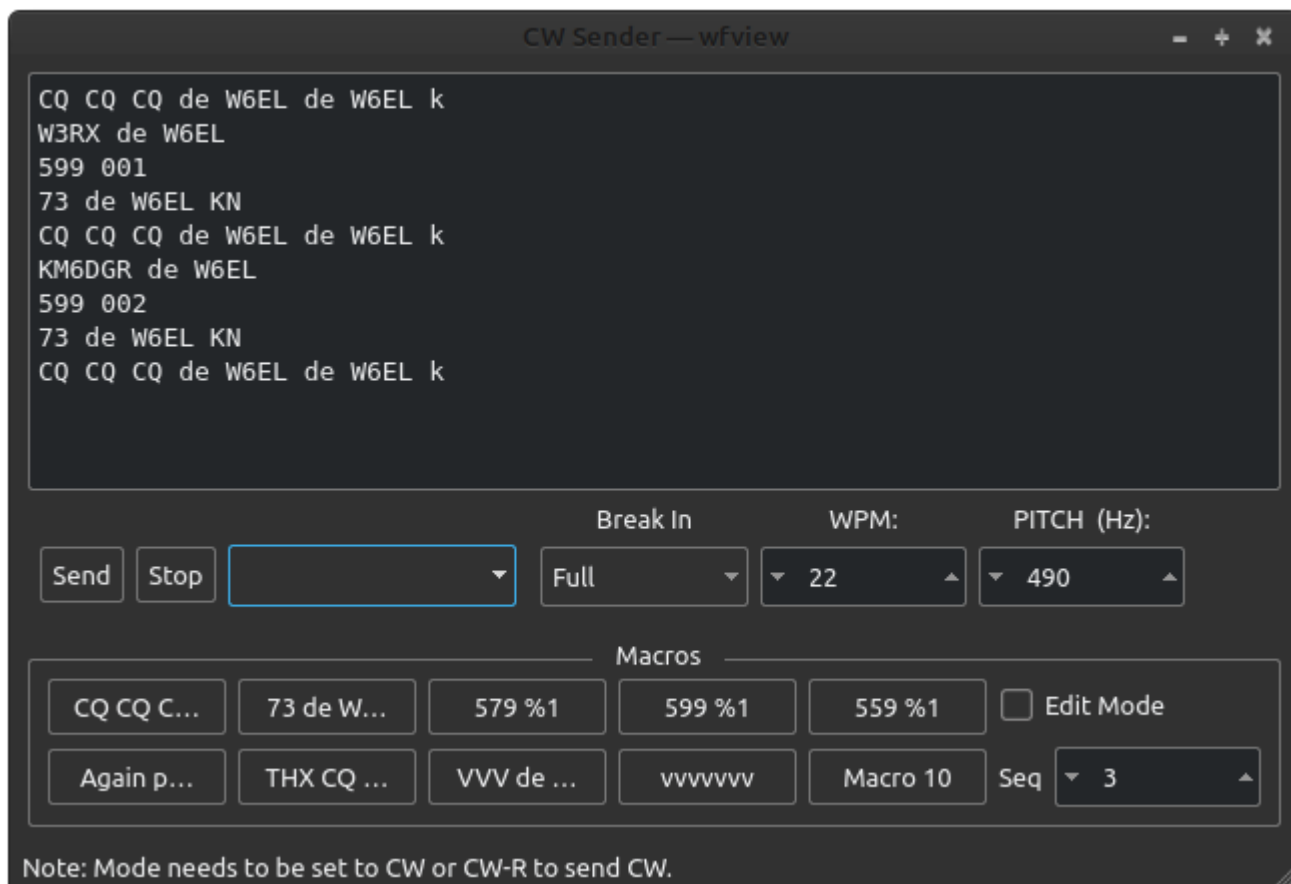 CW Sender — wfview
CQ CQ CQ de W6EL de W6EL k
W3RX de W6EL
599 001
73 de W6EL KN
CQ CQ CQ de W6EL de W6EL k
KM6DGR de W6EL
599 002
73 de W6EL KN
CQ CQ CQ de W6EL de W6EL k
Break In WPM: PITCH (Hz):
Send Stop Full 22 490
Macros
CQ CQ C... 73 de W... 579 %1 599 %1 559 %1 Edit Mode
Again p... THX CQ ... VVV de ... vvvvvvv Macro 10 Seq 3
Note: Mode needs to be set to CW or CW-R to send CW.